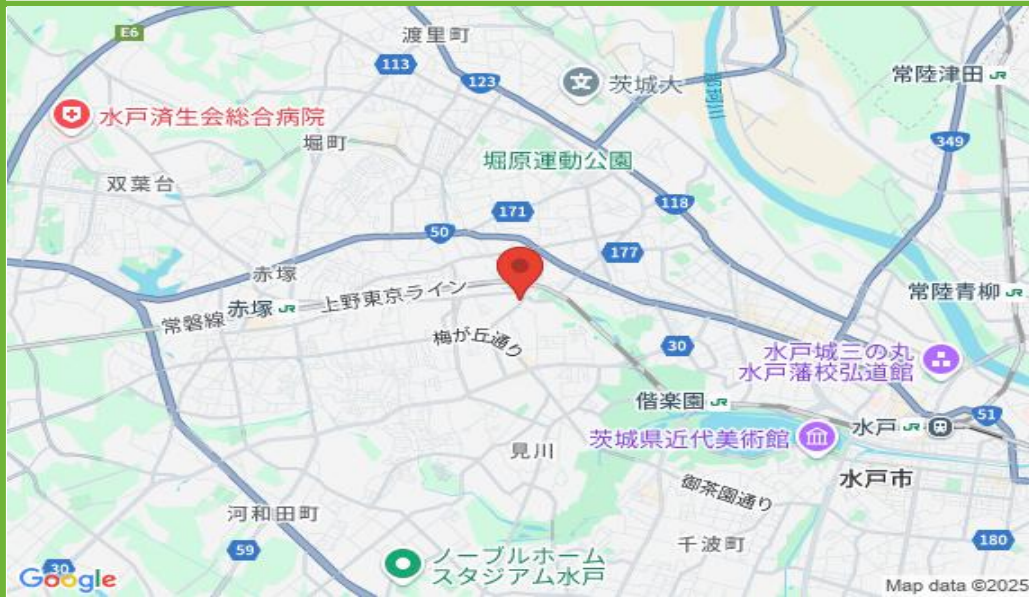 E6
渡里町
113
123
茨城大
常陸津田
水戸済生会総合病院
堀町
349
堀原運動公園
双葉台
118
171
50
177
赤塚
上野東京ライン
常磐線
赤塚
常陸青柳
梅が丘通り
30
水戸城三の丸
水戸藩校弘道館
偕楽園
51
茨城県近代美術館
水戸
見川
水戸市
御茶園通り
河和田町
59
180
千波町
ノーブルホーム
スタジアム水戸
30
Google
Map data ©2025